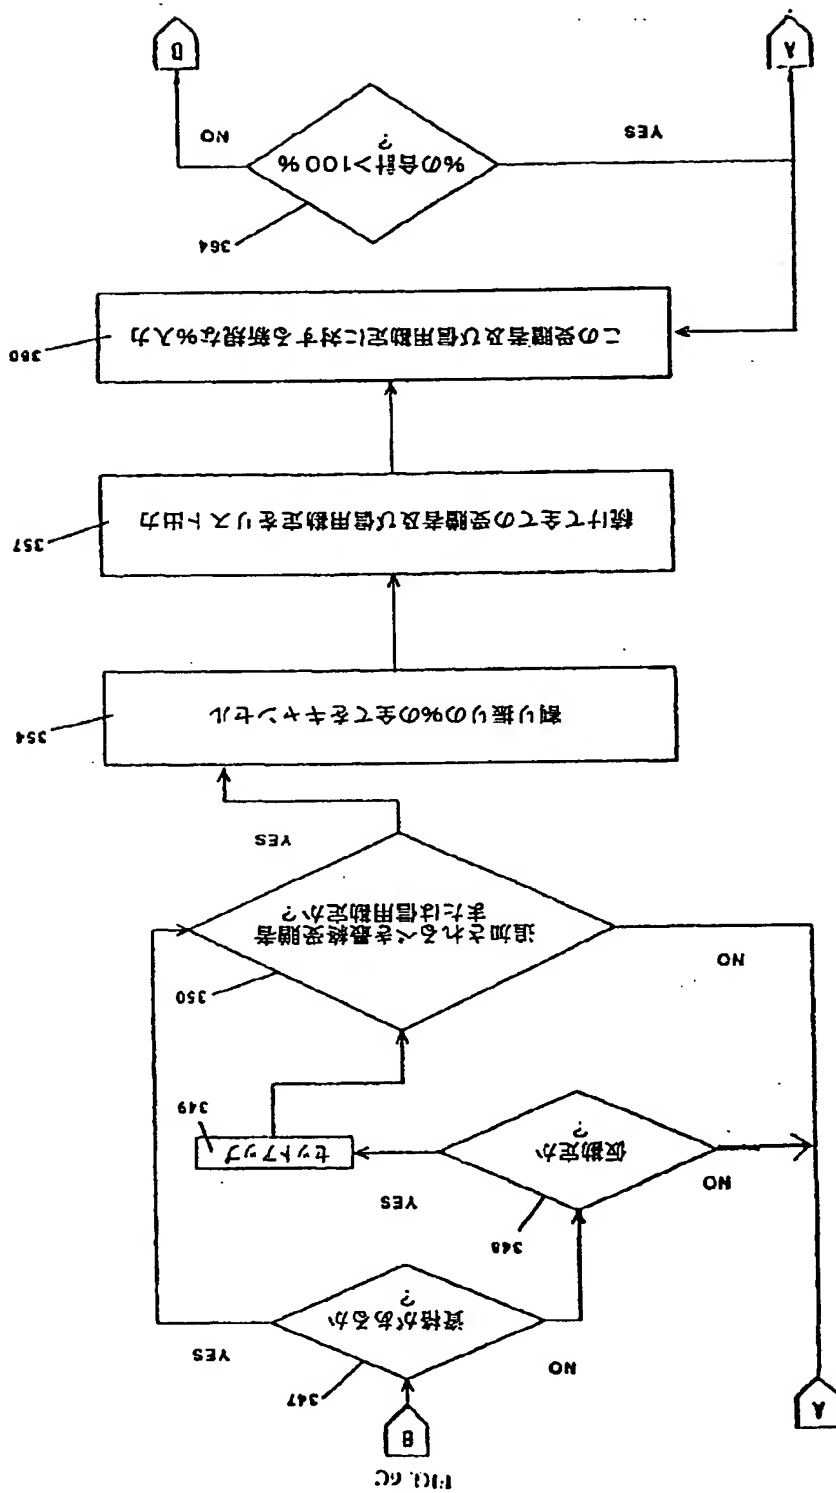 FIG. 6C
B
A
347
資格があるか
?
NO
YES
348
仮勘定か
?
NO
YES
セットアップ
349
350
追加されるべき最終受贈者
または信用勘定か?
NO
YES
割り振りの%の全てをキャンセル
354
続けて全ての受贈者及び信用勘定をリスト出力
357
この受贈者及び信用勘定に対する新規な%入力
360
364
%の合計>100%
?
YES
NO
A
D